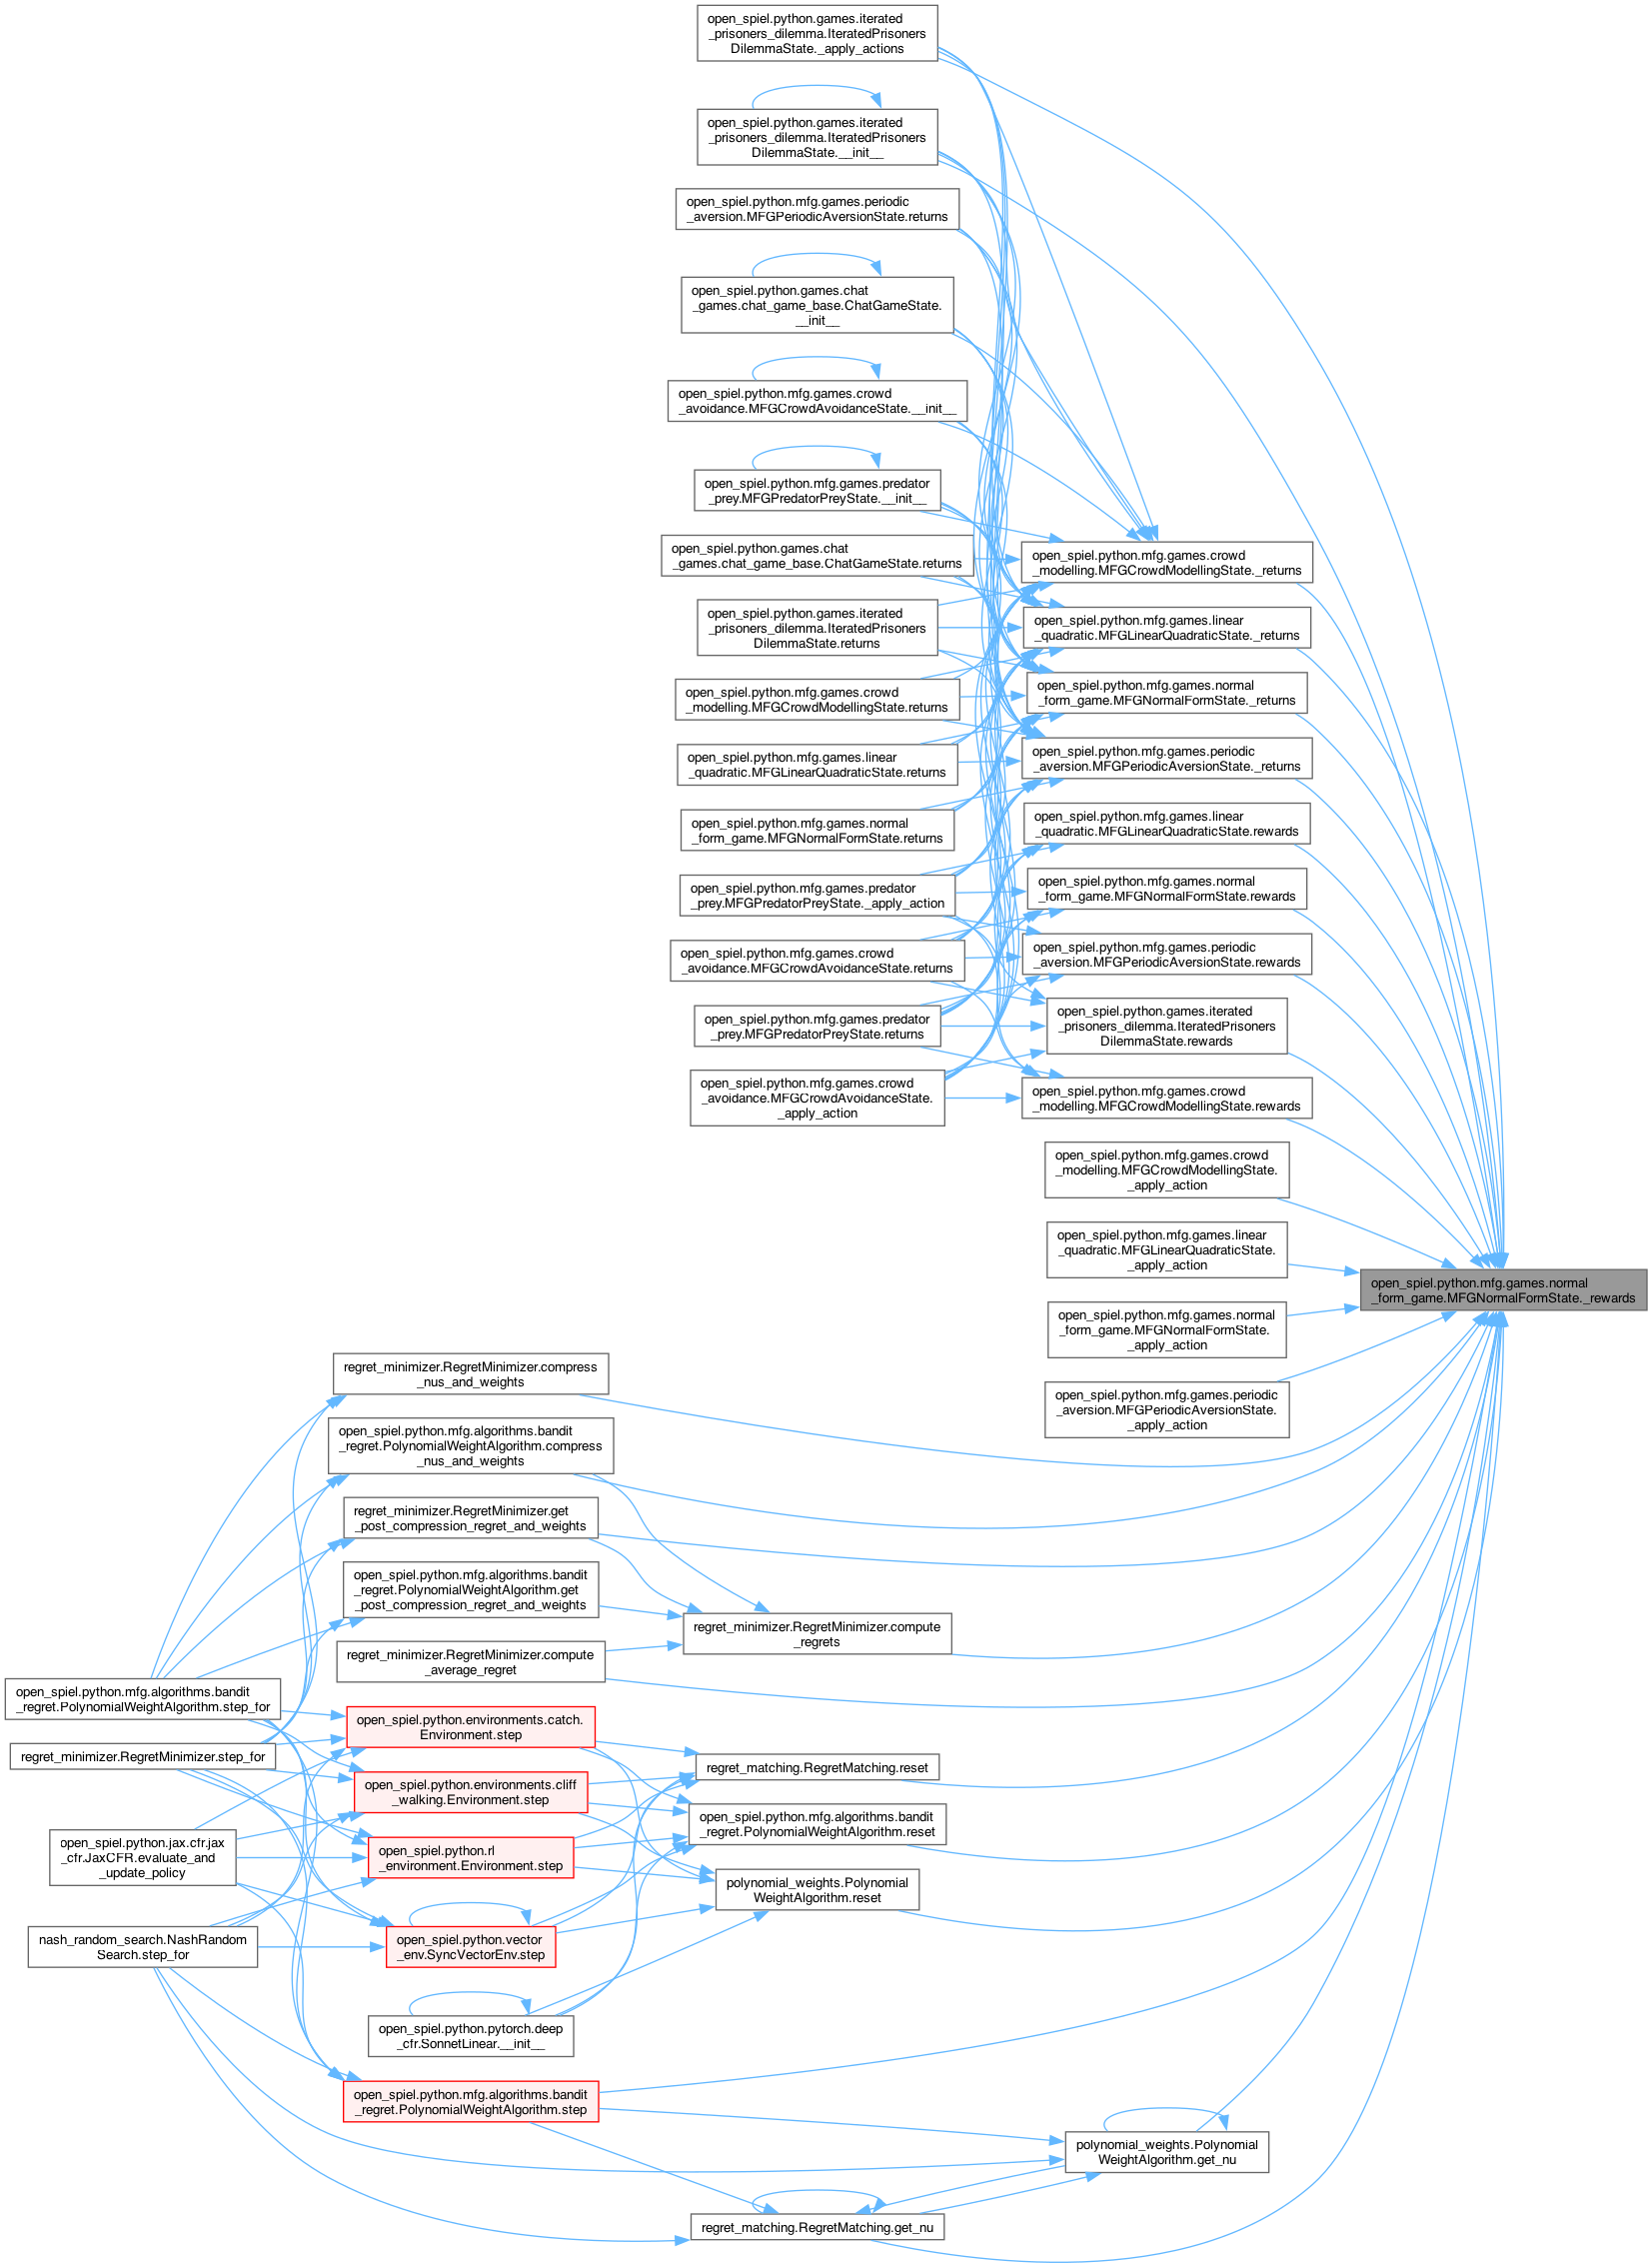 open_spiel.python.games.iterated
_prisoners_dilemma.IteratedPrisoners
DilemmaState._apply_actions
open_spiel.python.games.iterated
_prisoners_dilemma.IteratedPrisoners
DilemmaState.__init__
open_spiel.python.mfg.games.periodic
_aversion.MFGPeriodicAversionState.returns
open_spiel.python.games.chat
_games.chat_game_base.ChatGameState.
__init__
open_spiel.python.mfg.games.crowd
_avoidance.MFGCrowdAvoidanceState.__init__
open_spiel.python.mfg.games.predator
_prey.MFGPredatorPreyState.__init__
open_spiel.python.games.chat
_games.chat_game_base.ChatGameState.returns
open_spiel.python.games.iterated
_prisoners_dilemma.IteratedPrisoners
DilemmaState.returns
open_spiel.python.mfg.games.crowd
_modelling.MFGCrowdModellingState.returns
open_spiel.python.mfg.games.linear
_quadratic.MFGLinearQuadraticState.returns
open_spiel.python.mfg.games.normal
_form_game.MFGNormalFormState.returns
open_spiel.python.mfg.games.predator
_prey.MFGPredatorPreyState._apply_action
open_spiel.python.mfg.games.crowd
_avoidance.MFGCrowdAvoidanceState.returns
open_spiel.python.mfg.games.predator
_prey.MFGPredatorPreyState.returns
open_spiel.python.mfg.games.crowd
_avoidance.MFGCrowdAvoidanceState.
_apply_action
open_spiel.python.mfg.games.crowd
_modelling.MFGCrowdModellingState._returns
open_spiel.python.mfg.games.linear
_quadratic.MFGLinearQuadraticState._returns
open_spiel.python.mfg.games.normal
_form_game.MFGNormalFormState._returns
open_spiel.python.mfg.games.periodic
_aversion.MFGPeriodicAversionState._returns
open_spiel.python.mfg.games.linear
_quadratic.MFGLinearQuadraticState.rewards
open_spiel.python.mfg.games.normal
_form_game.MFGNormalFormState.rewards
open_spiel.python.mfg.games.periodic
_aversion.MFGPeriodicAversionState.rewards
open_spiel.python.games.iterated
_prisoners_dilemma.IteratedPrisoners
DilemmaState.rewards
open_spiel.python.mfg.games.crowd
_modelling.MFGCrowdModellingState.rewards
open_spiel.python.mfg.games.crowd
_modelling.MFGCrowdModellingState.
_apply_action
open_spiel.python.mfg.games.linear
_quadratic.MFGLinearQuadraticState.
_apply_action
open_spiel.python.mfg.games.normal
_form_game.MFGNormalFormState.
_apply_action
open_spiel.python.mfg.games.periodic
_aversion.MFGPeriodicAversionState.
_apply_action
open_spiel.python.mfg.games.normal
_form_game.MFGNormalFormState._rewards
regret_minimizer.RegretMinimizer.compress
_nus_and_weights
open_spiel.python.mfg.algorithms.bandit
_regret.PolynomialWeightAlgorithm.compress
_nus_and_weights
regret_minimizer.RegretMinimizer.get
_post_compression_regret_and_weights
open_spiel.python.mfg.algorithms.bandit
_regret.PolynomialWeightAlgorithm.get
_post_compression_regret_and_weights
regret_minimizer.RegretMinimizer.compute
_average_regret
regret_minimizer.RegretMinimizer.compute
_regrets
open_spiel.python.mfg.algorithms.bandit
_regret.PolynomialWeightAlgorithm.step_for
regret_minimizer.RegretMinimizer.step_for
open_spiel.python.jax.cfr.jax
_cfr.JaxCFR.evaluate_and
_update_policy
nash_random_search.NashRandom
Search.step_for
open_spiel.python.environments.catch.
Environment.step
open_spiel.python.environments.cliff
_walking.Environment.step
open_spiel.python.rl
_environment.Environment.step
open_spiel.python.vector
_env.SyncVectorEnv.step
open_spiel.python.pytorch.deep
_cfr.SonnetLinear.__init__
open_spiel.python.mfg.algorithms.bandit
_regret.PolynomialWeightAlgorithm.step
regret_matching.RegretMatching.reset
open_spiel.python.mfg.algorithms.bandit
_regret.PolynomialWeightAlgorithm.reset
polynomial_weights.Polynomial
WeightAlgorithm.reset
polynomial_weights.Polynomial
WeightAlgorithm.get_nu
regret_matching.RegretMatching.get_nu